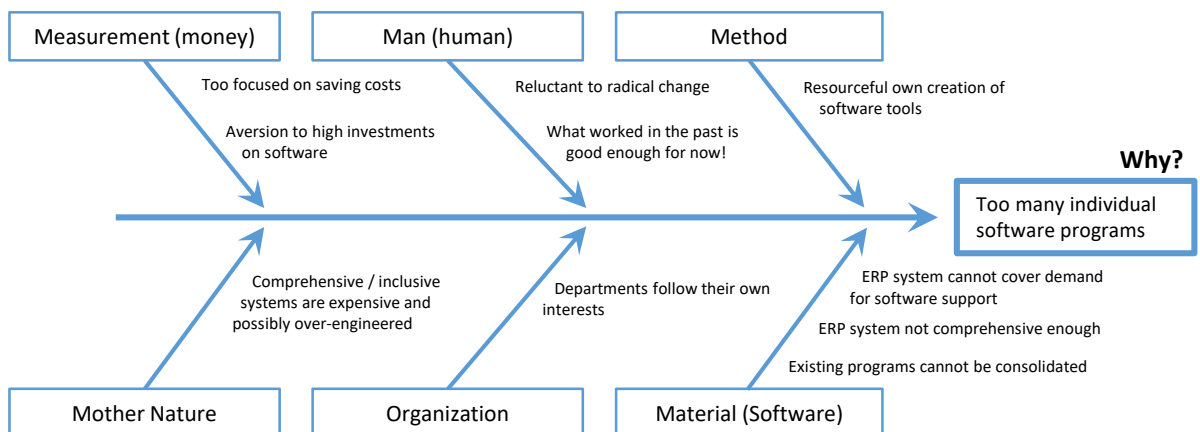 Measurement (money)
Man (human)
Method
Too focused on saving costs
Reluctant to radical change
Resourceful own creation of
software tools
Aversion to high investments
on software
What worked in the past is
good enough for now!
Why?
Too many individual
software programs
Comprehensive / inclusive
systems are expensive and
possibly over-engineered
Departments follow their own
interests
ERP system cannot cover demand
for software support
ERP system not comprehensive enough
Existing programs cannot be consolidated
Mother Nature
Organization
Material (Software)